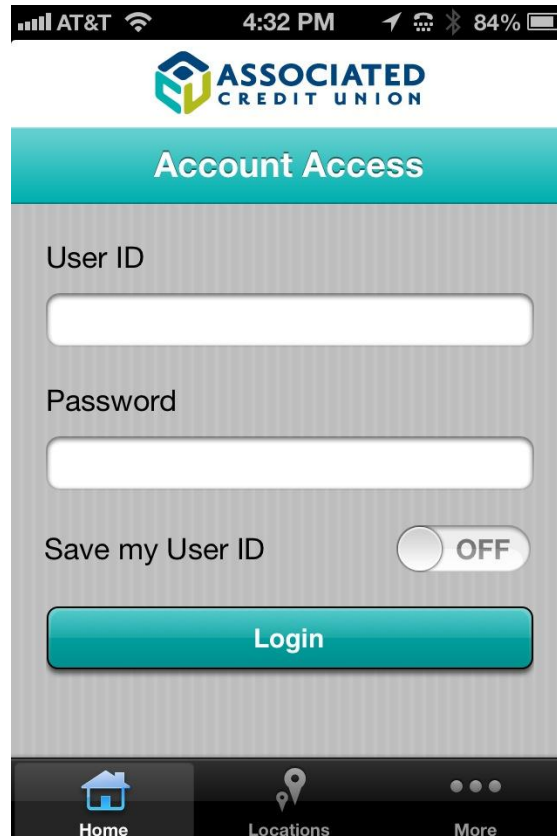 AT&T 4:32 PM 84%
ASSOCIATED
CREDIT UNION
Account Access
User ID
Password
Save my User ID OFF
Login
Home Locations More